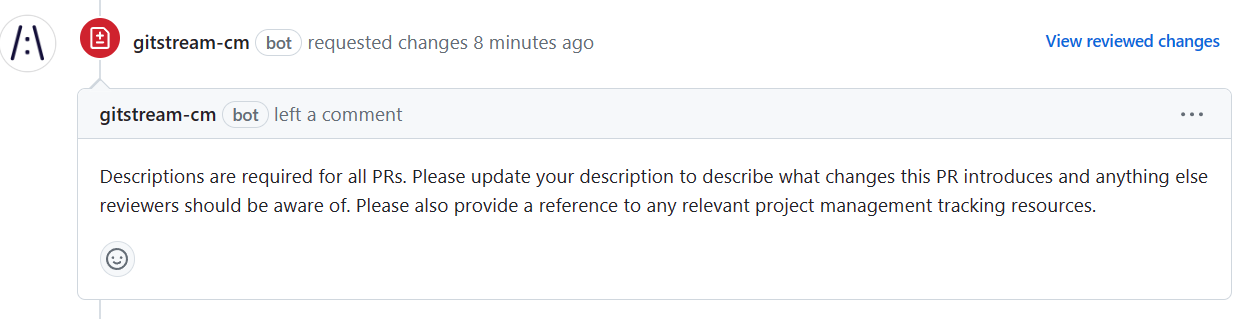 gitstream-cm bot requested changes 8 minutes ago View reviewed changes
gitstream-cm bot left a comment
Descriptions are required for all PRs. Please update your description to describe what changes this PR introduces and anything else
reviewers should be aware of. Please also provide a reference to any relevant project management tracking resources.